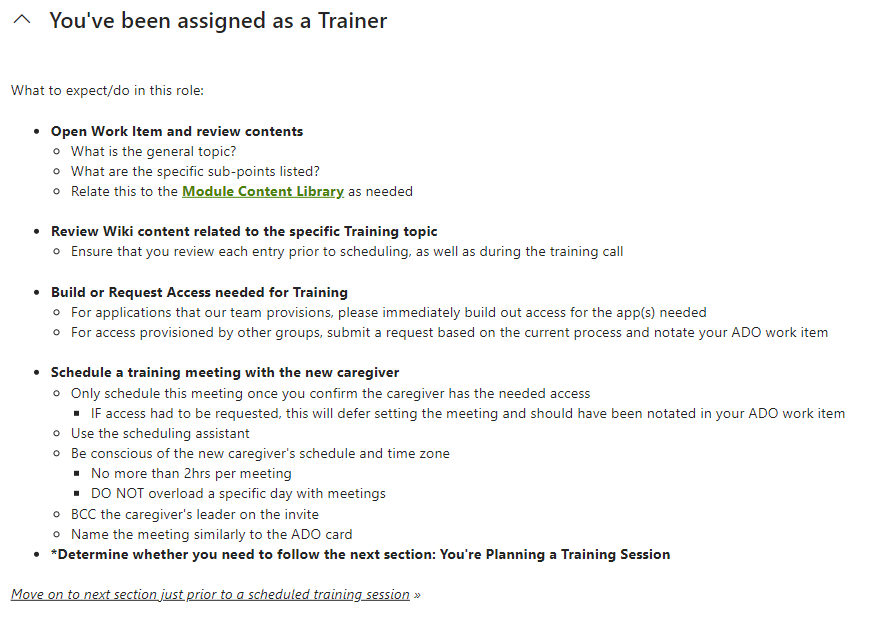 You've been assigned as a Trainer
What to expect/do in this role:
Open Work Item and review contents
What is the general topic?
What are the specific sub-points listed?
Relate this to the Module Content Library as needed
Review Wiki content related to the specific Training topic
Ensure that you review each entry prior to scheduling, as well as during the training call
Build or Request Access needed for Training
For applications that our team provisions, please immediately build out access for the app(s) needed
For access provisioned by other groups, submit a request based on the current process and notate your ADO work item
Schedule a training meeting with the new caregiver
Only schedule this meeting once you confirm the caregiver has the needed access
IF access had to be requested, this will defer setting the meeting and should have been notated in your ADO work item
Use the scheduling assistant
Be conscious of the new caregiver's schedule and time zone
No more than 2hrs per meeting
DO NOT overload a specific day with meetings
BCC the caregiver's leader on the invite
Name the meeting similarly to the ADO card
*Determine whether you need to follow the next section: You're Planning a Training Session
Move on to next section just prior to a scheduled training session »